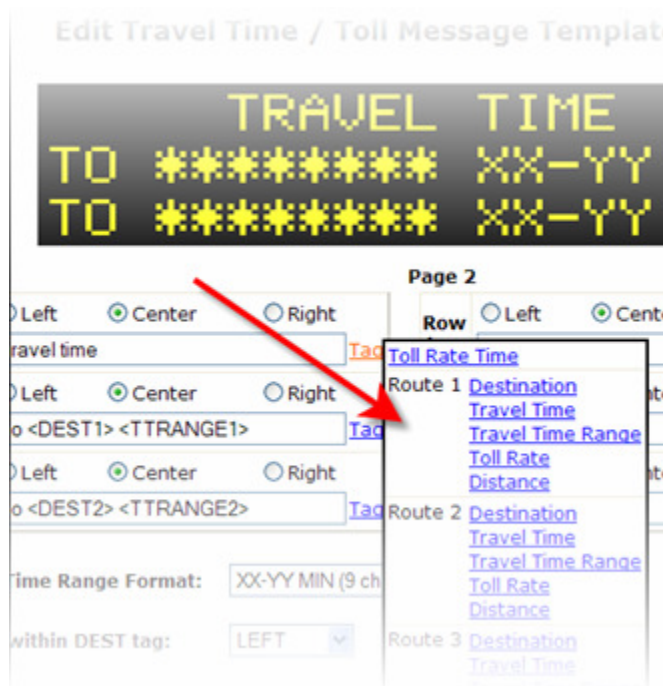 Edit Travel Time / Toll Message Templat
TRAVEL TIME
TO ******** XX-YY
TO ******** XX-YY
Page 2
Left Center Right
ravel time Tag
Left Center Right
o <DEST1> <TTRANGE1> Tag
Left Center Right
o <DEST2> <TTRANGE2> Tag
Row Left Cente
Toll Rate Time
Route 1 Destination
Travel Time
Travel Time Range
Toll Rate
Distance
Route 2 Destination
Travel Time
Travel Time Range
Toll Rate
Distance
Route 3 Destination
Travel Time
Time Range Format: XX-YY MIN (9 ch
within DEST tag: LEFT